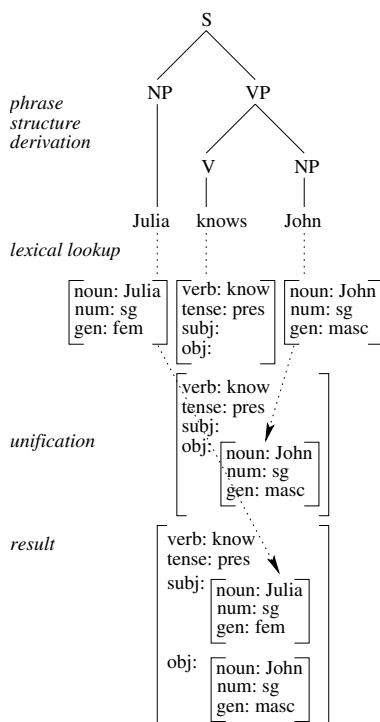 S
NP VP
phrase
structure
derivation
V NP
Julia knows John
lexical lookup
noun: Julia
num: sg
gen: fem
verb: know
tense: pres
subj:
obj:
noun: John
num: sg
gen: masc
verb: know
tense: pres
subj:
obj:
noun: John
num: sg
gen: masc
unification
result
verb: know
tense: pres
subj:
noun: Julia
num: sg
gen: fem
obj:
noun: John
num: sg
gen: masc